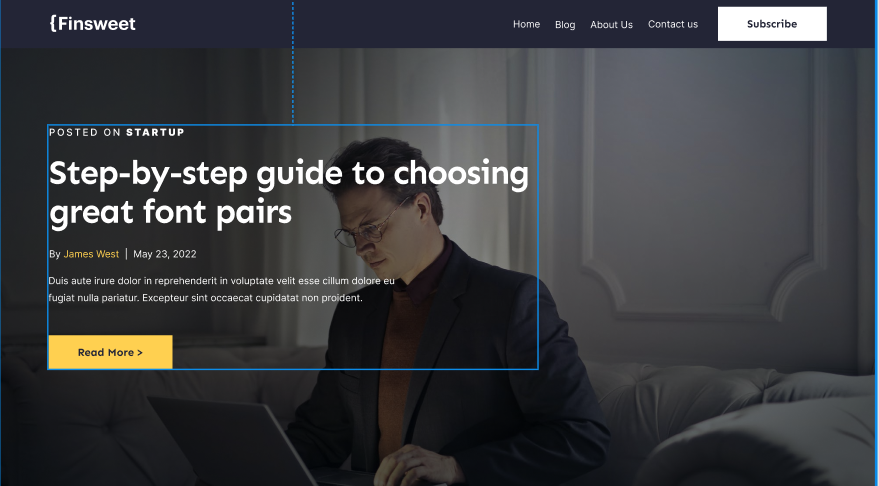 {Finsweet
Home Blog About Us Contact us Subscribe
POSTED ON STARTUP
Step-by-step guide to choosing
great font pairs
By James West | May 23, 2022
Duis aute irure dolor in reprehenderit in voluptate velit esse cillum dolore eu
fugiat nulla pariatur. Excepteur sint occaecat cupidatat non proident.
Read More >